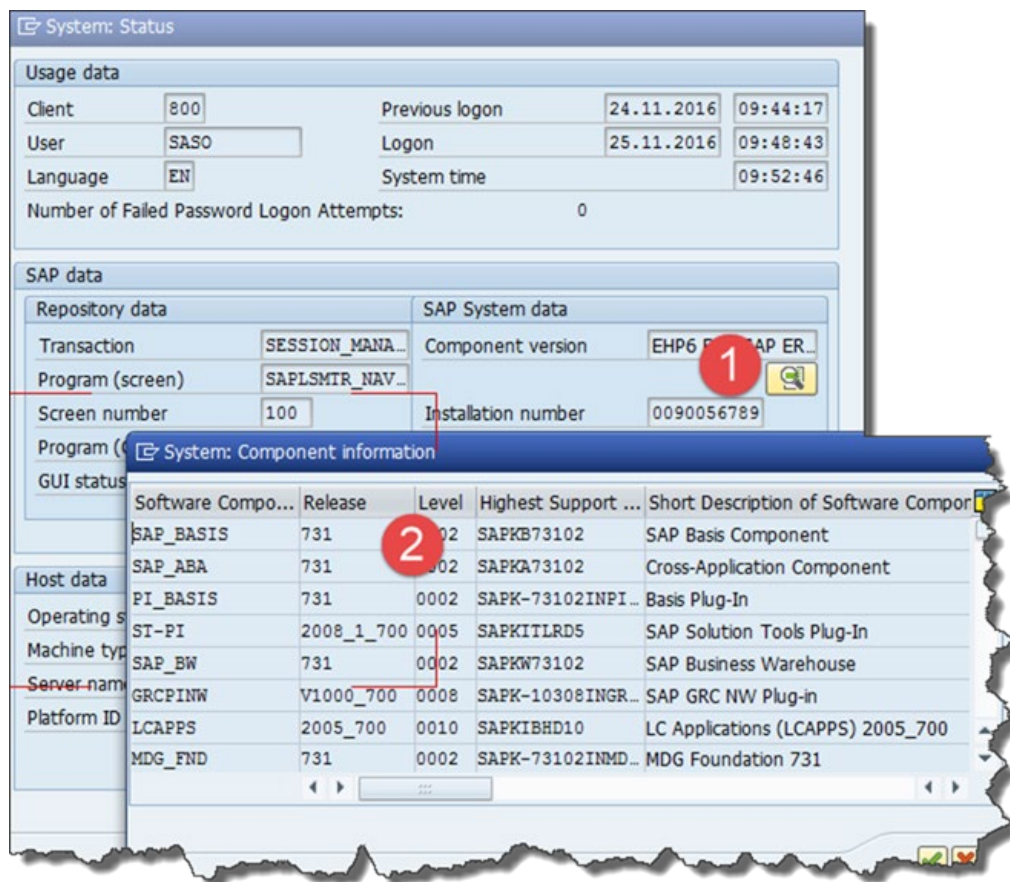 System: Status
Usage data
Client 800 Previous logon 24.11.2016 09:44:17
User SASO Logon 25.11.2016 09:48:43
Language EN System time 09:52:46
Number of Failed Password Logon Attempts: 0
SAP data
Repository data SAP System data
Transaction SESSION_MANA… Component version EHP6 AP ER…
1
Program (screen) SAPLSMTR_NAV…
Screen number 100 Installation number 0090056789
Program (
GUI status
Host data
Operating s
Machine typ
Server name
Platform ID
System: Component information
Software Compo... Release Level Highest Support ... Short Description of Software Compor
2
SAP_BASIS 731 02 SAPKB73102 SAP Basis Component
SAP_ABA 731 0002 SAPKA73102 Cross-Application Component
PI_BASIS 731 0002 SAPK-73102INPI… Basis Plug-In
ST-PI 2008_1_700 0005 SAPKITLRD5 SAP Solution Tools Plug-In
SAP_BW 731 0002 SAPKW73102 SAP Business Warehouse
GRCPINW V1000_700 0008 SAPK-10308INGR… SAP GRC NW Plug-in
LCAPPS 2005_700 0010 SAPKIBHD10 LC Applications (LCAPPS) 2005_700
MDG_FND 731 0002 SAPK-73102INMD… MDG Foundation 731